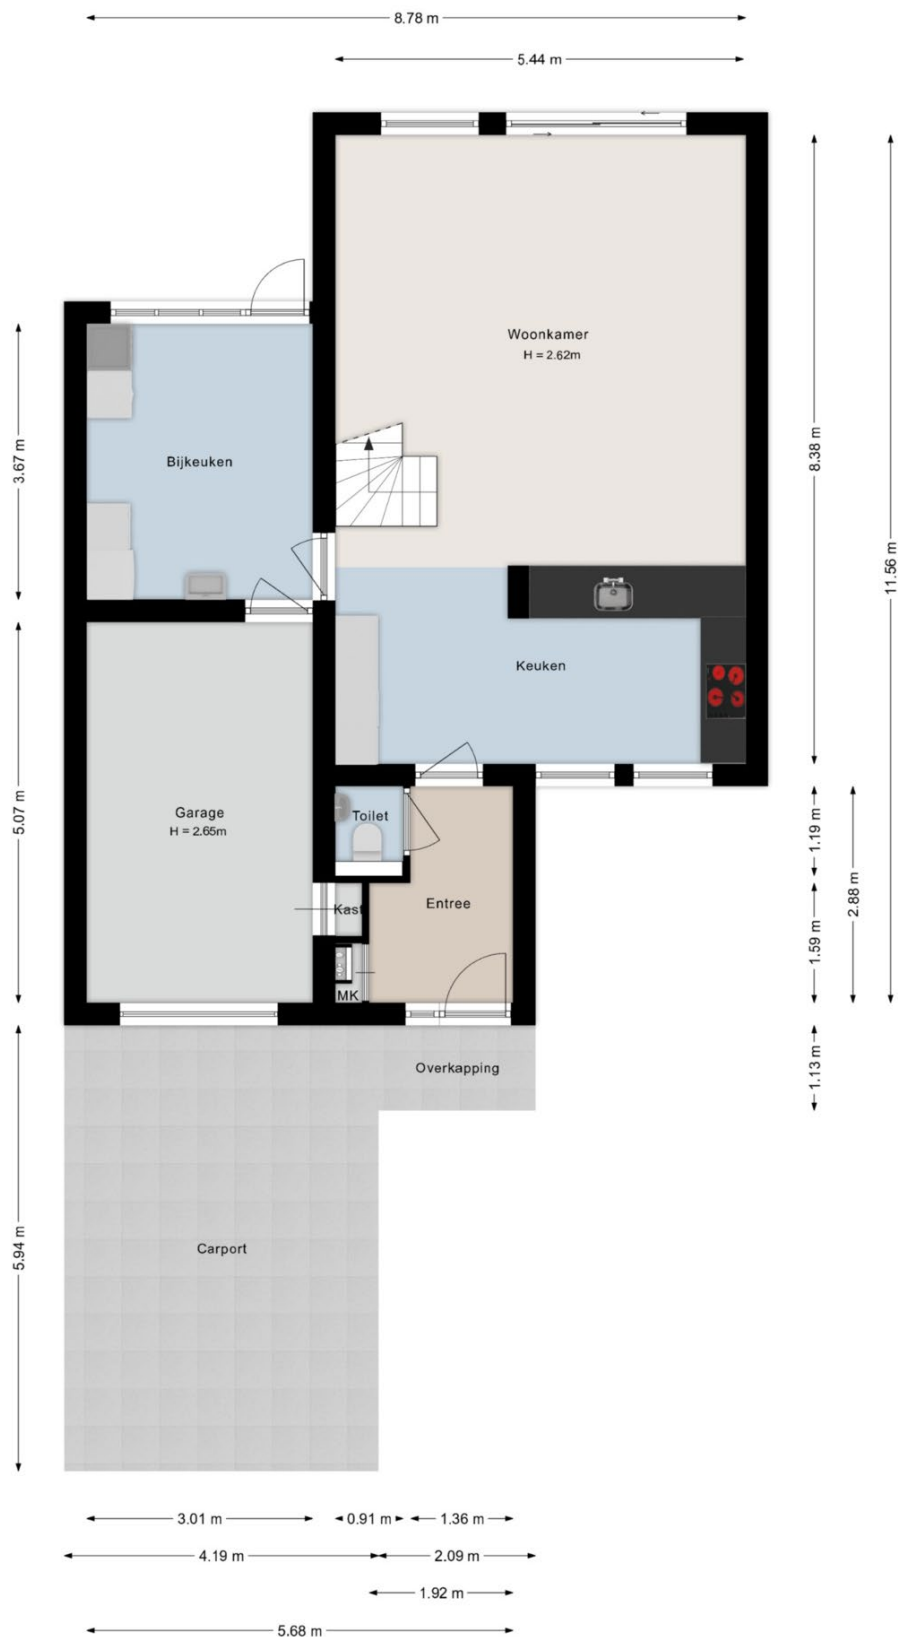 8.78 m
5.44 m
Woonkamer
H = 2.62m
8.38 m
3.67 m
Bijkeuken
11.56 m
Keuken
5.07 m
Garage
H = 2.65m
Toilet
1.19 m
2.88 m
Kast
Entree
1.59 m
MK
Overkapping
1.13 m
5.94 m
Carport
3.01 m
0.91 m
1.36 m
4.19 m
2.09 m
1.92 m
5.68 m